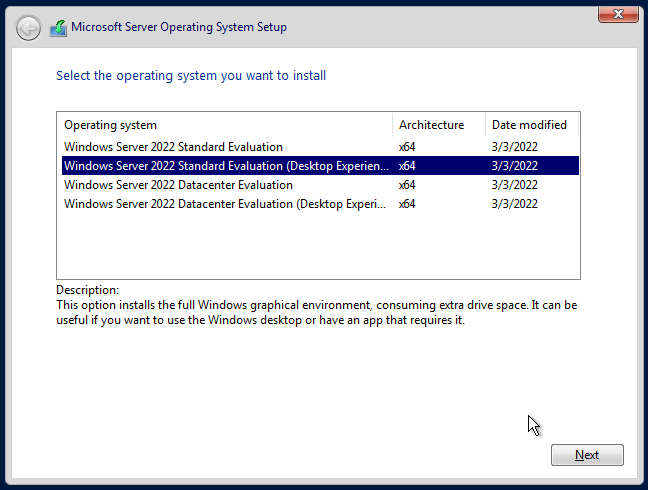 Microsoft Server Operating System Setup
Select the operating system you want to install
Operating system Architecture Date modified
Windows Server 2022 Standard Evaluation x64 3/3/2022
Windows Server 2022 Standard Evaluation (Desktop Experien... x64 3/3/2022
Windows Server 2022 Datacenter Evaluation x64 3/3/2022
Windows Server 2022 Datacenter Evaluation (Desktop Experi... x64 3/3/2022
Description:
This option installs the full Windows graphical environment, consuming extra drive space. It can be
useful if you want to use the Windows desktop or have an app that requires it.
Next